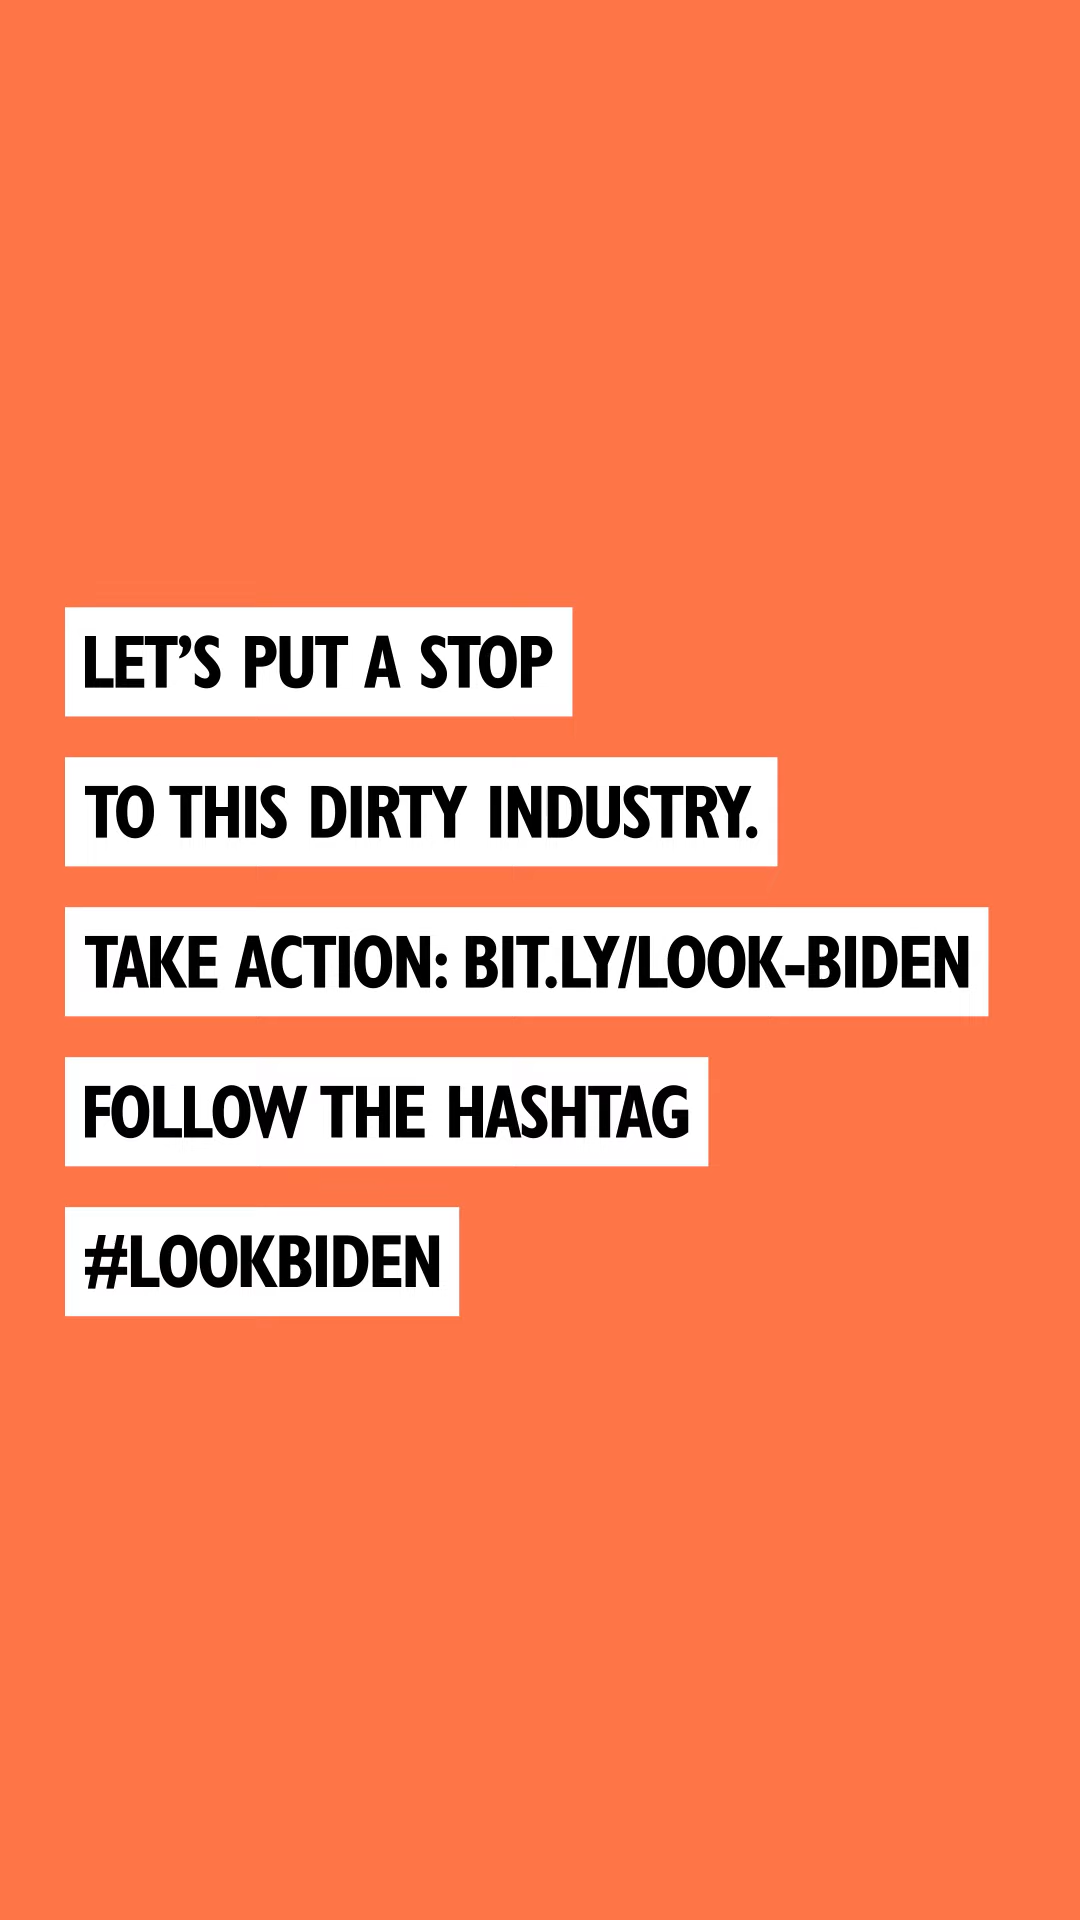 LET’S PUT A STOP
TO THIS DIRTY INDUSTRY.
TAKE ACTION: BIT.LY/LOOK-BIDEN
FOLLOW THE HASHTAG
#LOOKBIDEN